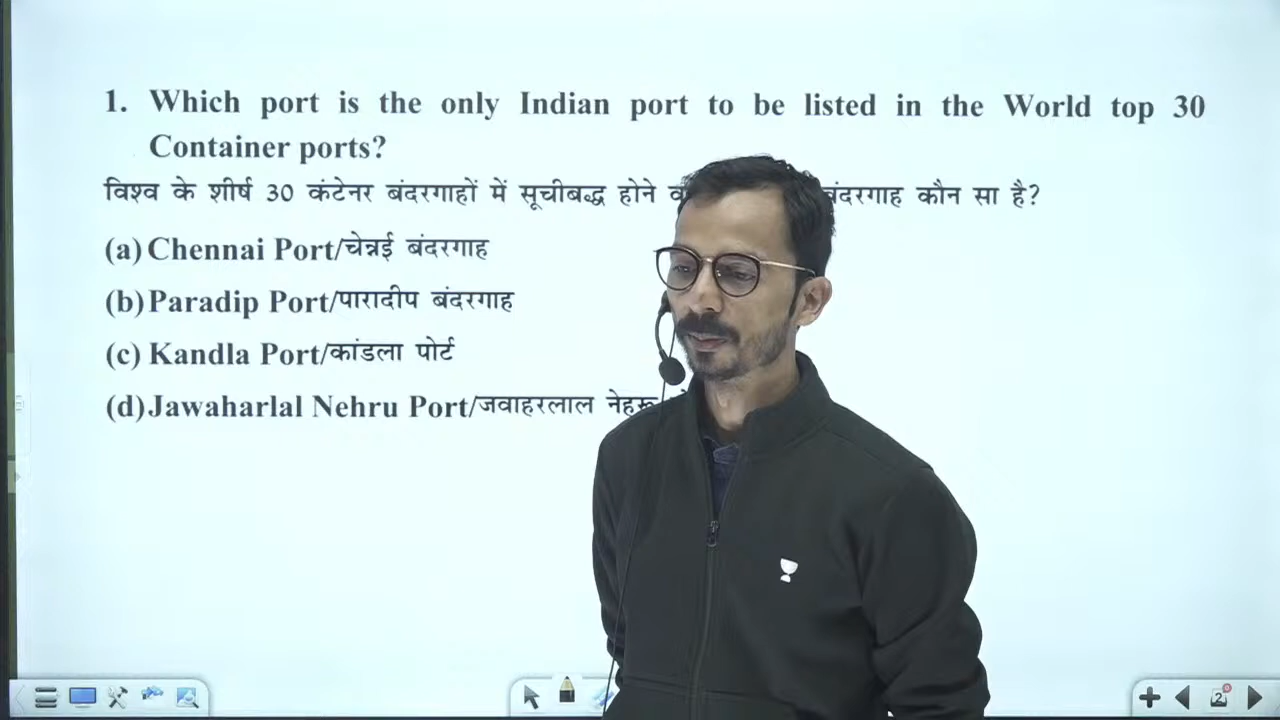 1. Which port is the only Indian port to be listed in the World top 30
Container ports?
विश्व के शीर्ष 30 कंटेनर बंदरगाहों में सूचीबद्ध होने बंदरगाह कौन सा है?
(a) Chennai Port/चेन्नई बंदरगाह
(b) Paradip Port/पारादीप बंदरगाह
(c) Kandla Port/कांडला पोर्ट
(d) Jawaharlal Nehru Port/जवाहरलाल नेहरू
2